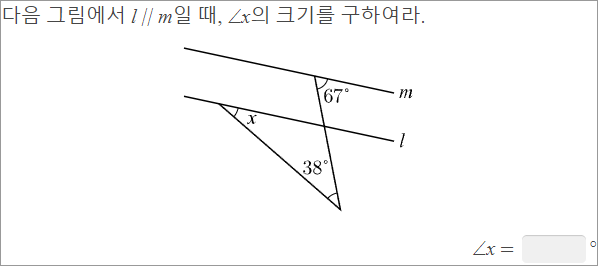 다음 그림에서 l // m일 때, ∠x의 크기를 구하여라.
67°
m
x
l
38°
∠x = °